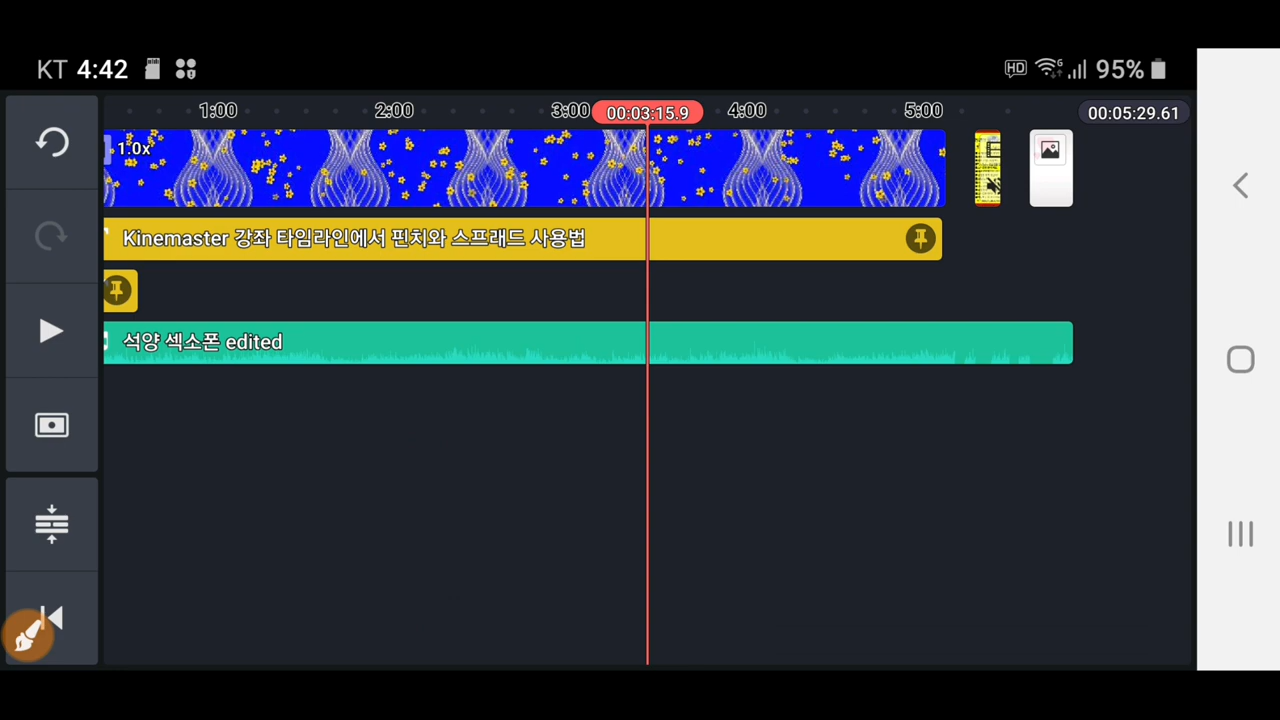 KT 4:42
HD 95%
1:00 2:00 3:00 00:03:15.9 4:00 5:00 00:05:29.61
1.0x
Kinemaster 강좌 타임라인에서 핀치와 스프래드 사용법
석양 섹소폰 edited